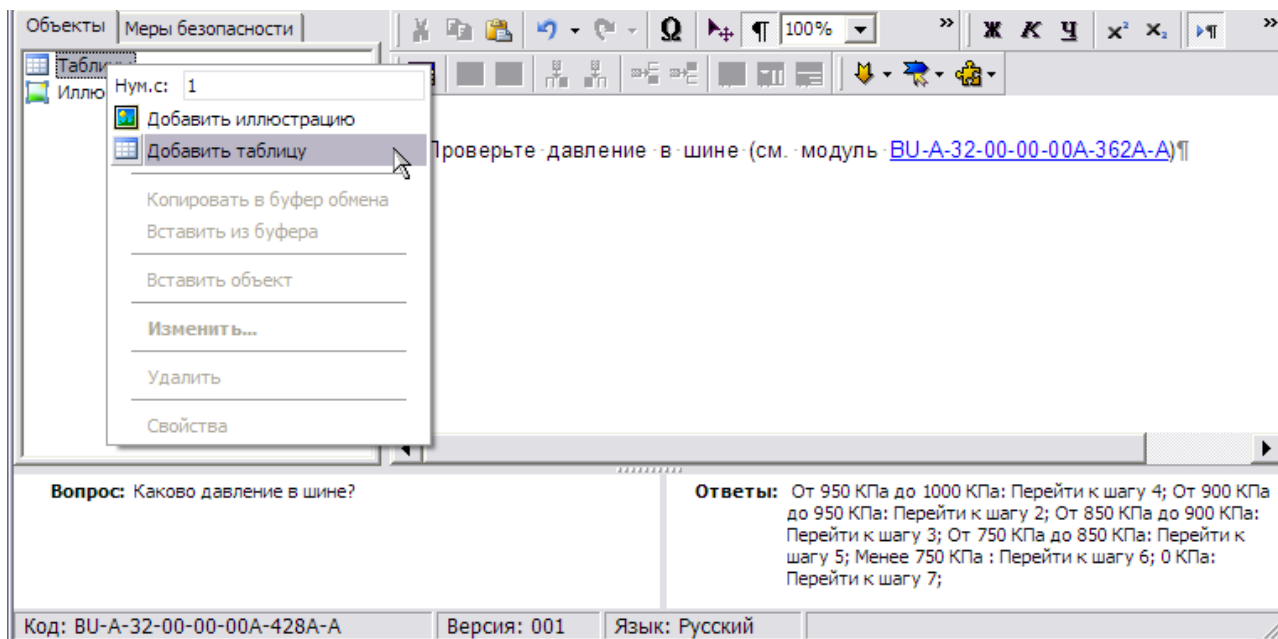 Объекты Меры безопасности
100% » Ж К Ч x² x₂ »
Нум.с: 1
Добавить иллюстрацию
Добавить таблицу
Проверьте давление в шине (см. модуль BU-A-32-00-00-00A-362A-A)¶
Копировать в буфер обмена
Вставить из буфера
Вставить объект
Изменить...
Удалить
Свойства
Вопрос: Каково давление в шине?
Ответы: От 950 КПа до 1000 КПа: Перейти к шагу 4; От 900 КПа
до 950 КПа: Перейти к шагу 2; От 850 КПа до 900 КПа:
Перейти к шагу 3; От 750 КПа до 850 КПа: Перейти к
шагу 5; Менее 750 КПа : Перейти к шагу 6; 0 КПа:
Перейти к шагу 7;
Код: BU-A-32-00-00-00A-428A-A Версия: 001 Язык: Русский